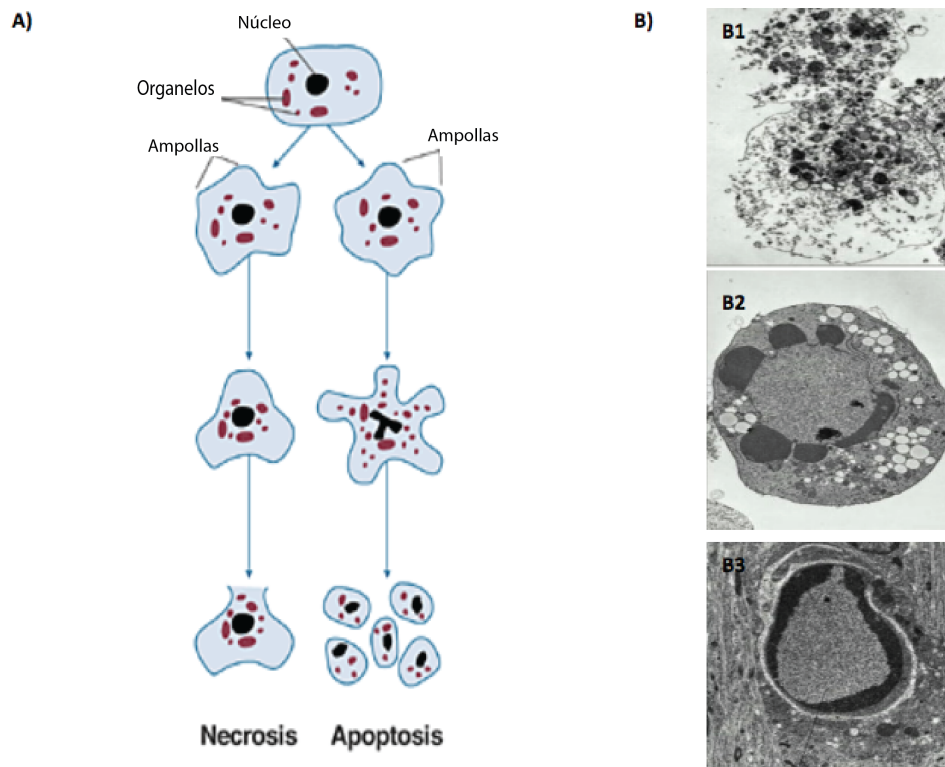 A)
Núcleo
Organelos
Ampollas
Ampollas
Necrosis
Apoptosis
B)
B1
B2
B3